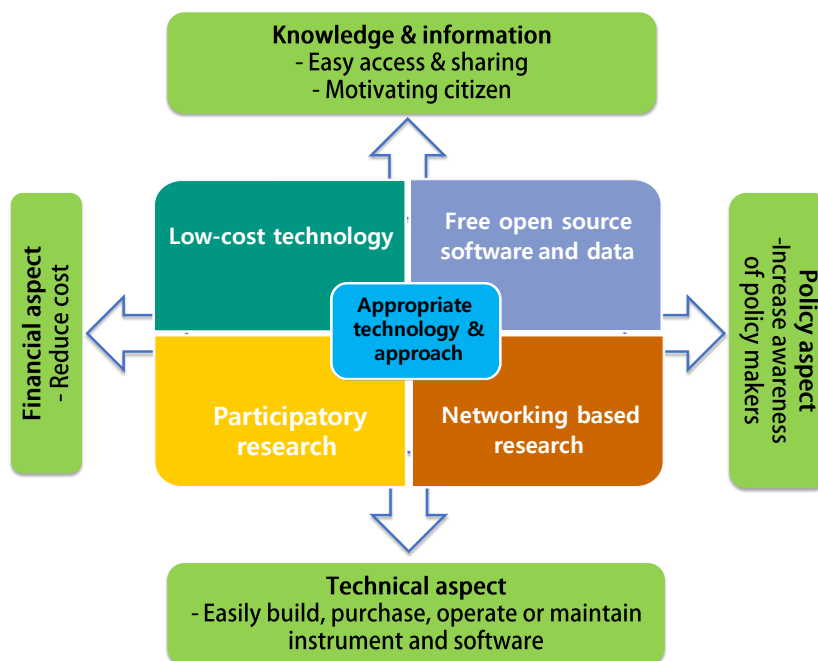 Knowledge & information
- Easy access & sharing
- Motivating citizen
Low-cost technology
Free open source
software and data
Financial aspect
- Reduce cost
Appropriate
technology &
approach
Policy aspect
-Increase awareness
of policy makers
Participatory
research
Networking based
research
Technical aspect
- Easily build, purchase, operate or maintain
instrument and software